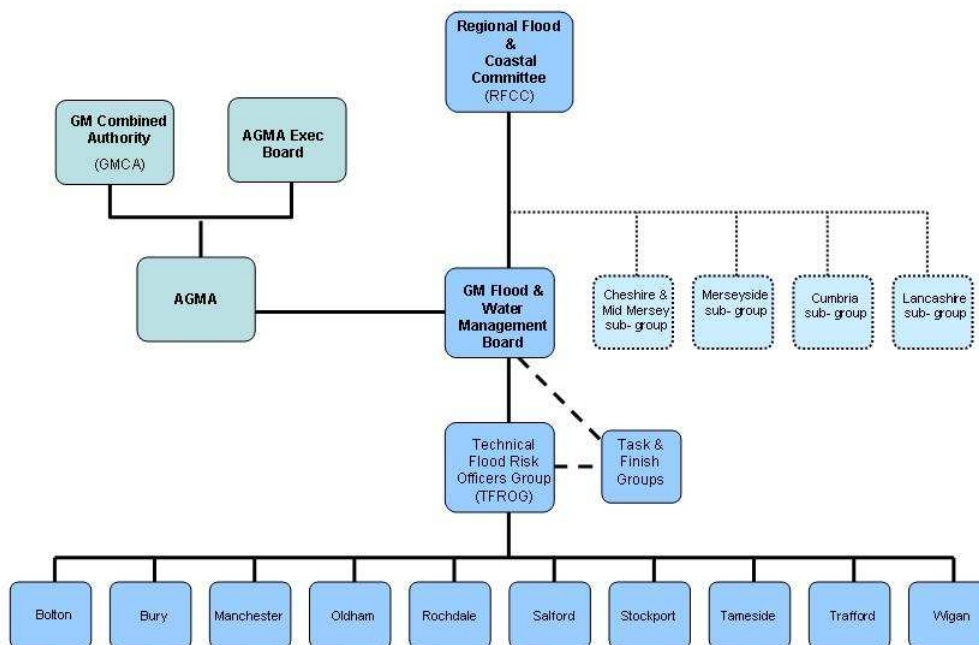 Regional Flood
&
Coastal
Committee
(RFCC)
GM Combined
Authority
(GMCA)
AGMA Exec
Board
AGMA
GM Flood &
Water
Management
Board
Cheshire &
Mid Mersey
sub- group
Merseyside
sub- group
Cumbria
sub- group
Lancashire
sub- group
Technical
Flood Risk
Officers Group
(TFROG)
Task &
Finish
Groups
Bolton
Bury
Manchester
Oldham
Rochdale
Salford
Stockport
Tameside
Trafford
Wigan